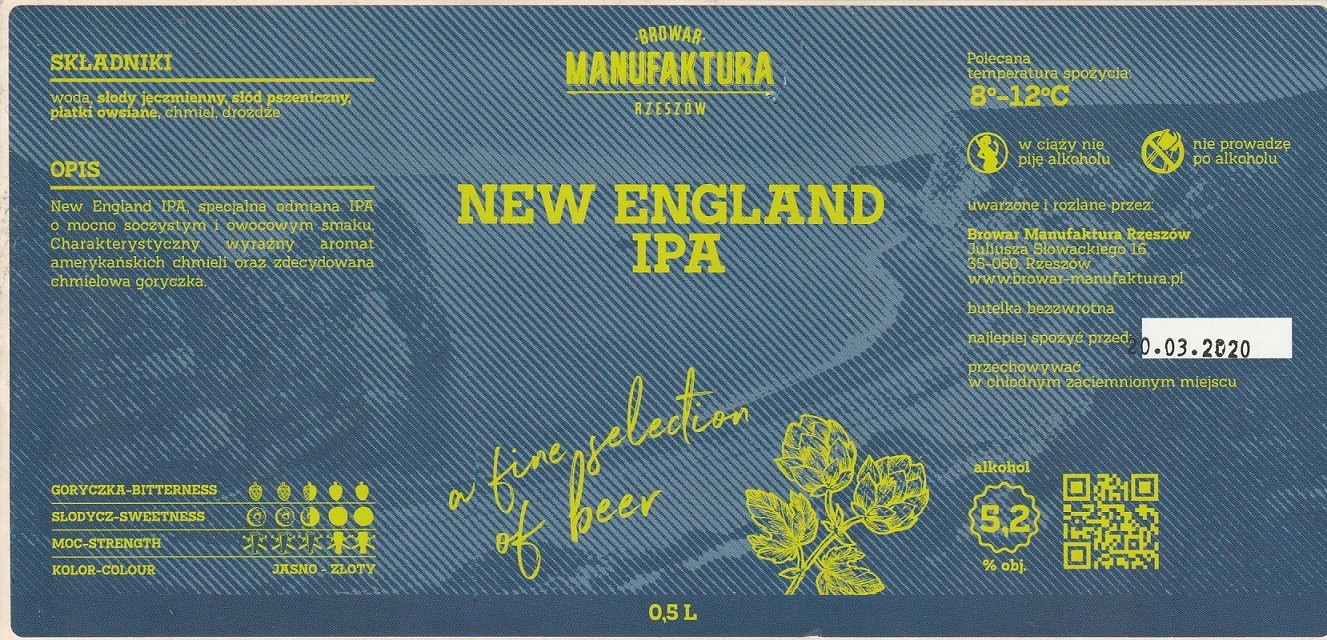 SKŁADNIKI
woda, słody jęczmienny, słód pszeniczny,
płatki owsiane, chmiel, drożdże
OPIS
New England IPA, specjalna odmiana IPA
o mocno soczystym i owocowym smaku.
Charakterystyczny wyraźny aromat
amerykańskich chmieli oraz zdecydowana
chmielowa goryczka.
GORYCZKA-BITTERNESS
SŁODYCZ-SWEETNESS
MOC-STRENGTH
KOLOR-COLOUR JASNO - ZŁOTY
·BROWAR·
MANUFAKTURA
RZESZÓW
NEW ENGLAND
IPA
a fine selection
of beer
0,5 L
Polecana
temperatura spożycia:
8°-12°C
w ciąży nie
piję alkoholu
nie prowadzę
po alkoholu
uwarzone i rozlane przez:
Browar Manufaktura Rzeszów
Juliusza Słowackiego 16
35-060, Rzeszów
www.browar-manufaktura.pl
butelka bezzwrotna
najlepiej spożyć przed: 20.03.2020
przechowywać
w chłodnym zaciemnionym miejscu
alkohol
5,2
% obj.